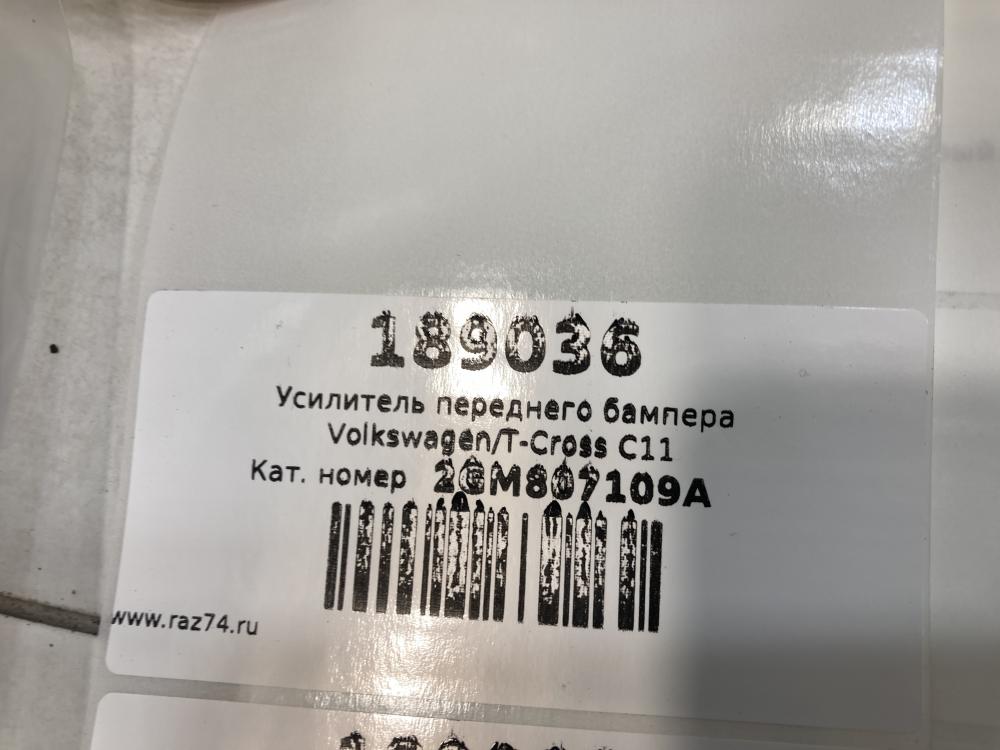 189036
Усилитель переднего бампера
Volkswagen/T-Cross C11
Кат. номер 2GM807109A
www.raz74.ru